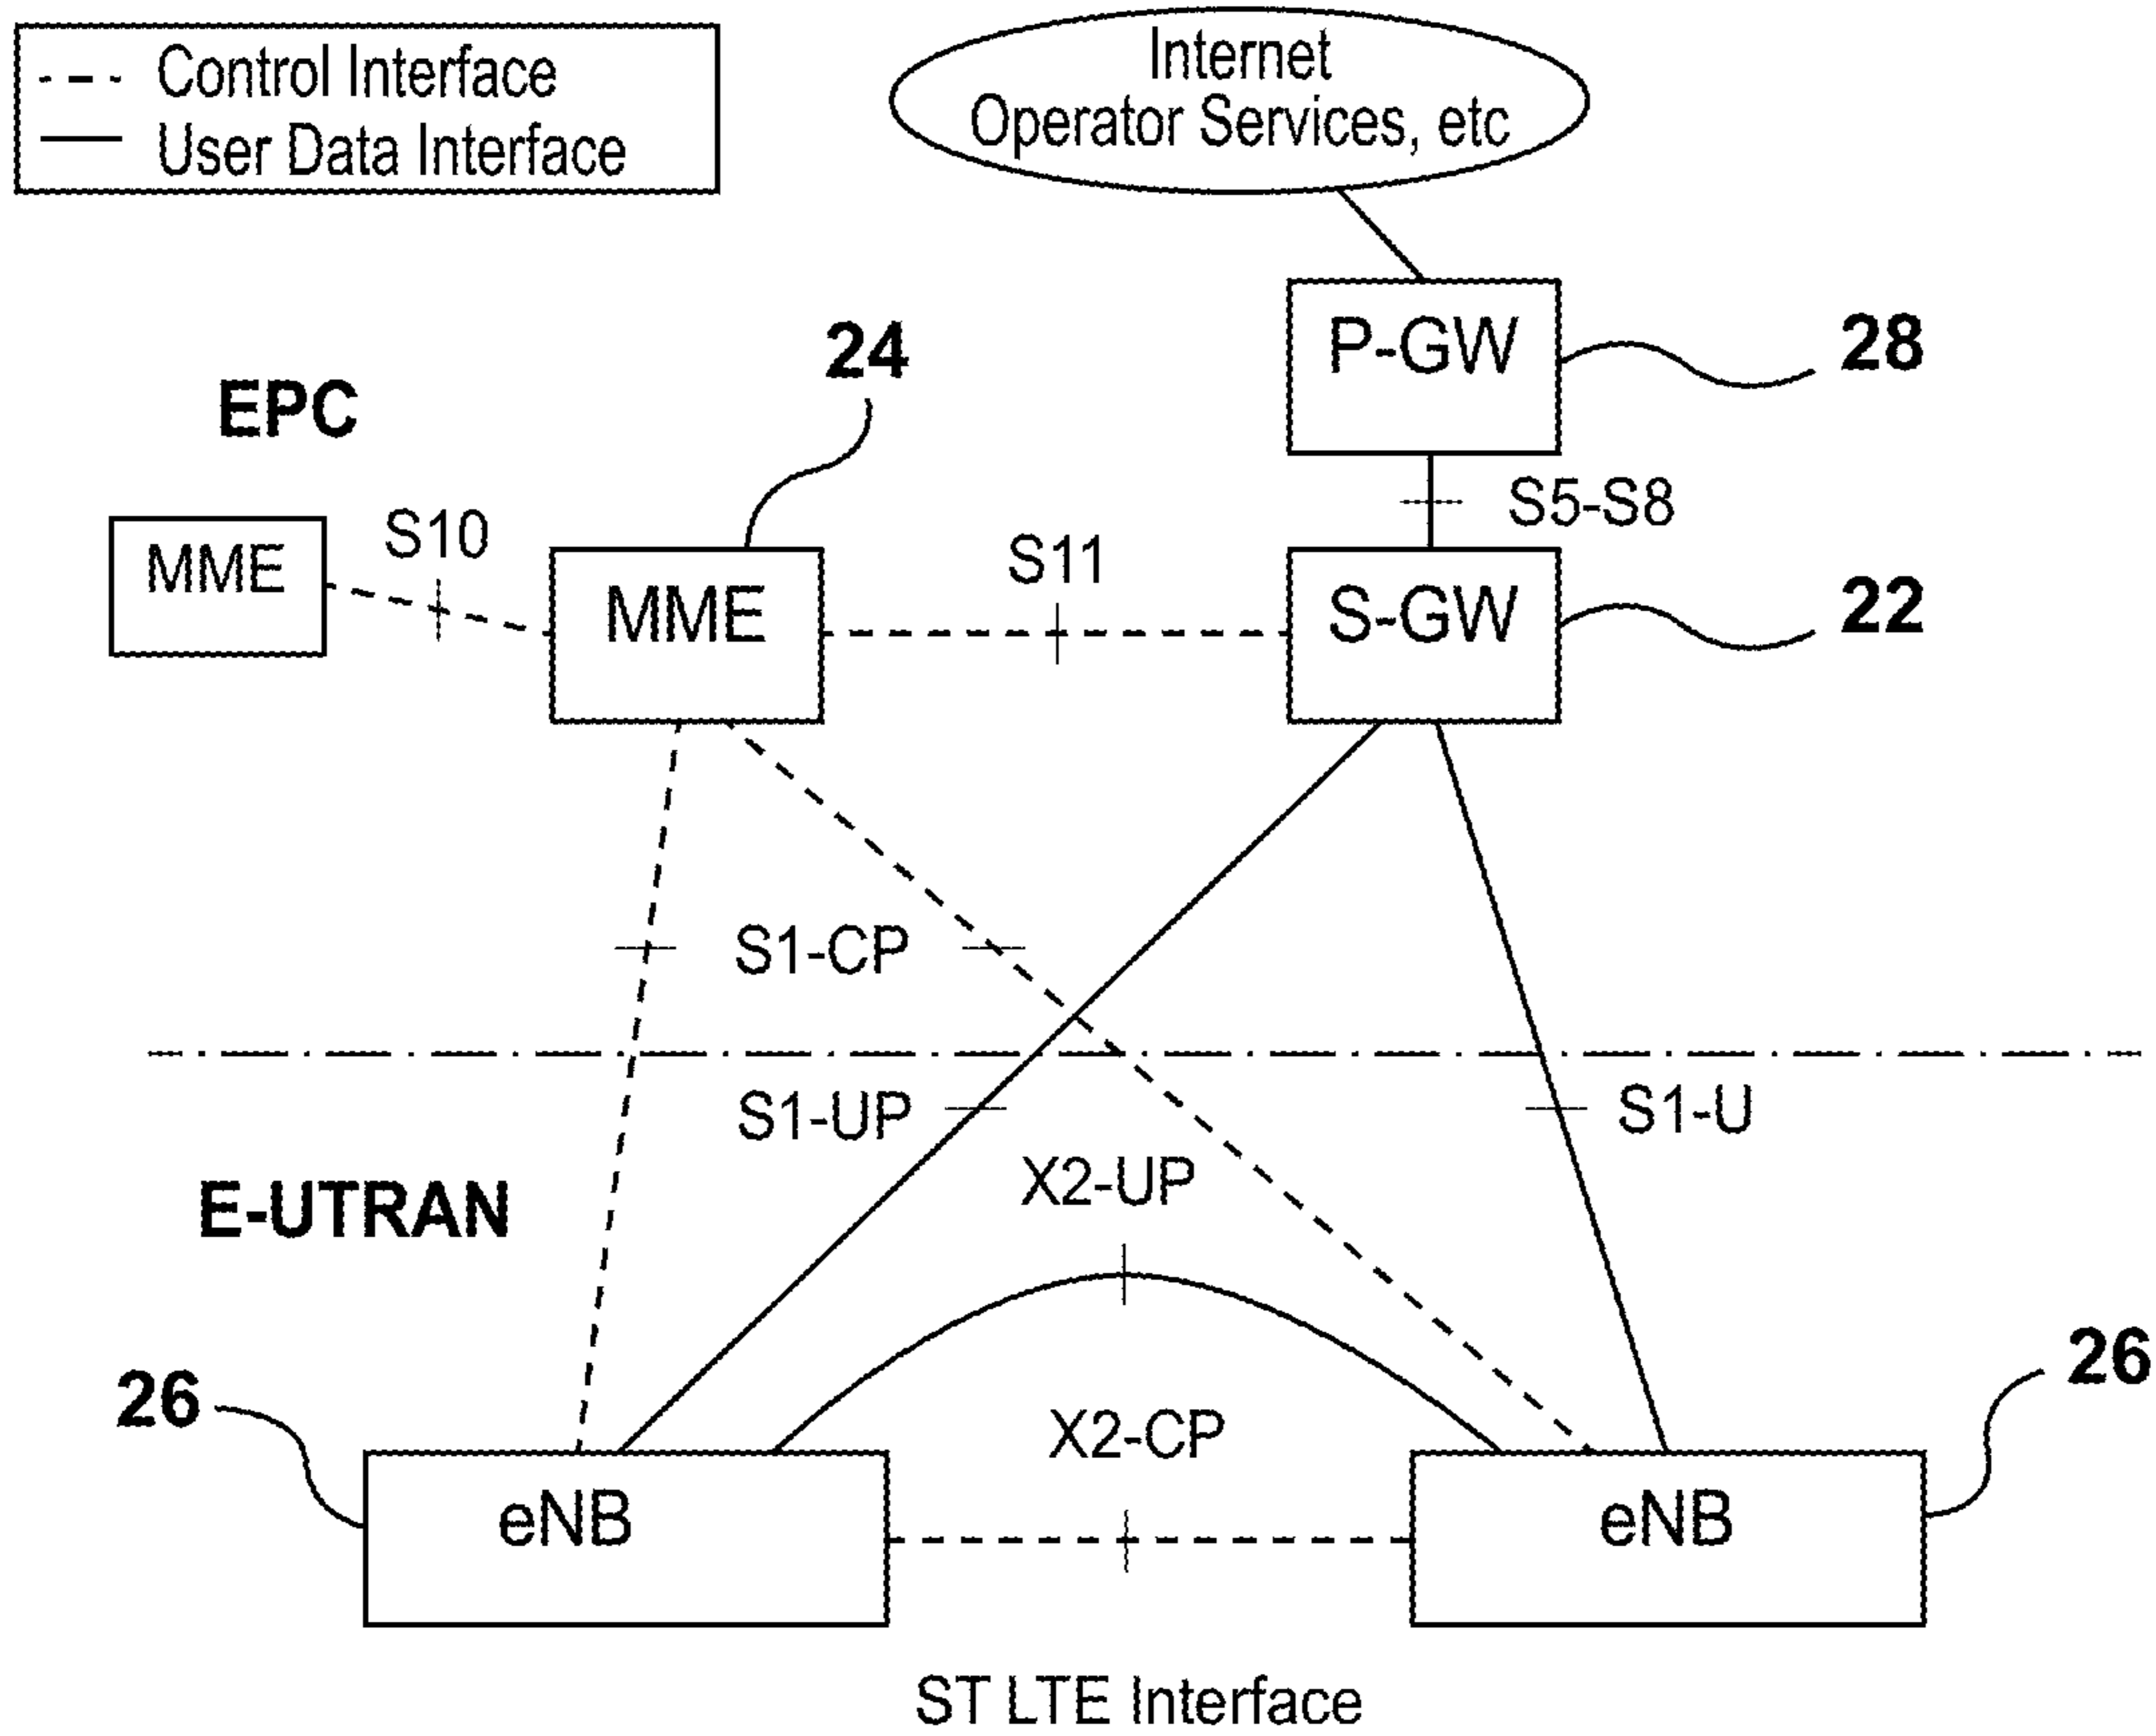 Control Interface
User Data Interface
Internet
Operator Services, etc
P-GW
28
24
EPC
S5-S8
S10
MME
S11
MME
S-GW
22
S1-CP
S1-UP
S1-U
X2-UP
E-UTRAN
26
26
X2-CP
eNB
eNB
ST LTE Interface